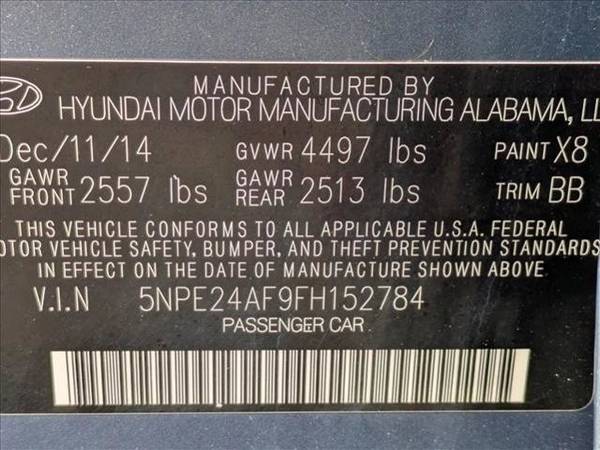 MANUFACTURED BY
HYUNDAI MOTOR MANUFACTURING ALABAMA, LL
Dec/11/14 GVWR 4497 lbs PAINT X8
GAWR FRONT 2557 lbs GAWR REAR 2513 lbs TRIM BB
THIS VEHICLE CONFORMS TO ALL APPLICABLE U.S.A. FEDERAL
MOTOR VEHICLE SAFETY, BUMPER, AND THEFT PREVENTION STANDARDS
IN EFFECT ON THE DATE OF MANUFACTURE SHOWN ABOVE.
V.I.N 5NPE24AF9FH152784
PASSENGER CAR